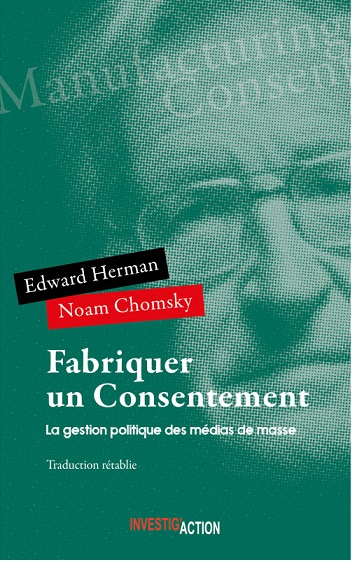 Manufacturing
Consent
Edward Herman
Noam Chomsky
Fabriquer
un Consentement
La gestion politique des médias de masse
Traduction rétablie
INVESTIG'ACTION